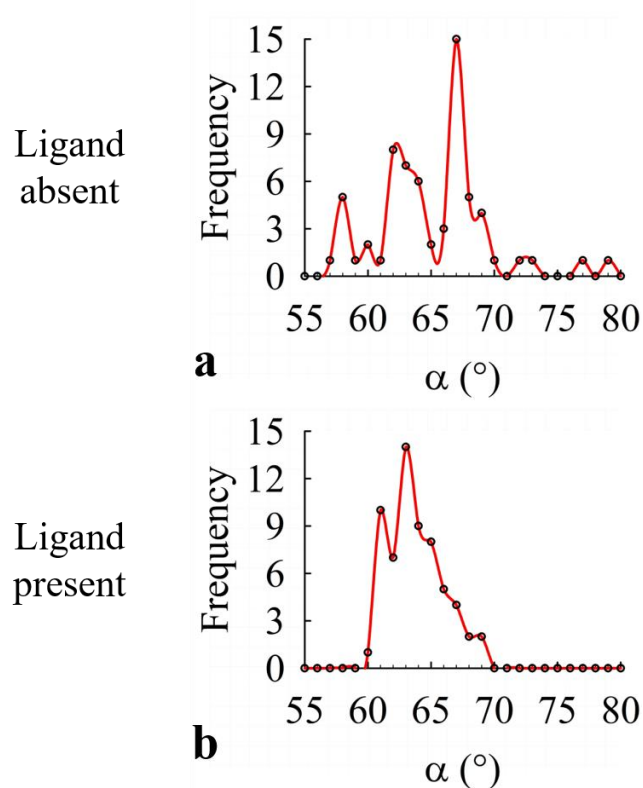 Ligand
absent
Frequency
15
12
9
6
3
0
55 60 65 70 75 80
α (°)
a
Ligand
present
Frequency
15
12
9
6
3
0
55 60 65 70 75 80
α (°)
b